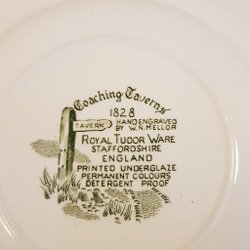 Coaching Taverns
1828
TAVERN HAND ENGRAVED
BY W.N. MELLOR
ROYAL TUDOR WARE
STAFFORDSHIRE
ENGLAND
PRINTED UNDERGLAZE
PERMANENT COLOURS
DETERGENT PROOF